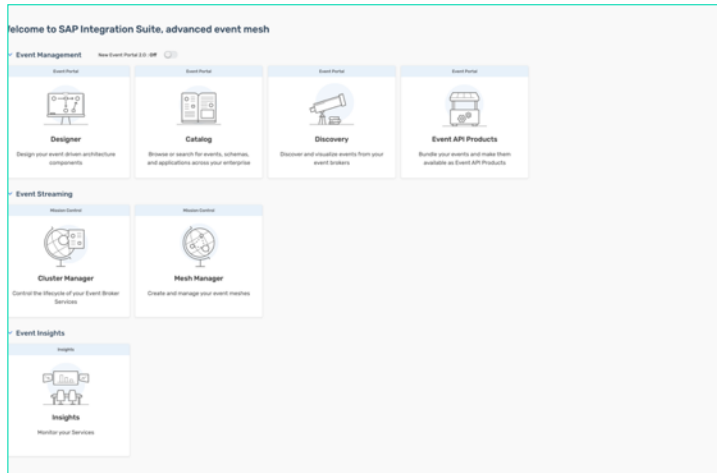 elcome to SAP Integration Suite, advanced event mesh
Event Management New Event Portal 2.0 - Off
Event Portal
Designer
Design your event driven architecture
components
Event Portal
Catalog
Browse or search for events, schemas,
and applications across your enterprise
Event Portal
Discovery
Discover and visualize events from your
event brokers
Event Portal
Event API Products
Bundle your events and make them
available as Event API Products
Event Streaming
Mission Control
Cluster Manager
Control the lifecycle of your Event Broker
Services
Mission Control
Mesh Manager
Create and manage your event meshes
Event Insights
Insights
Insights
Monitor your Services